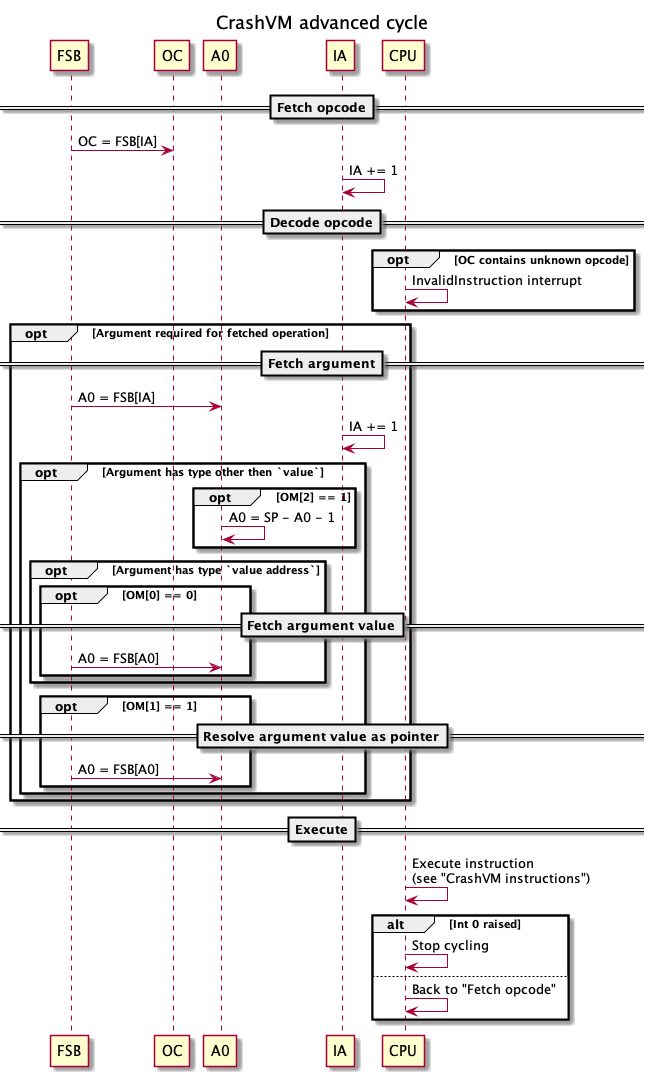 CrashVM advanced cycle
FSB OC A0 IA CPU
Fetch opcode
OC = FSB[IA]
IA += 1
Decode opcode
opt [OC contains unknown opcode]
InvalidInstruction interrupt
opt [Argument required for fetched operation]
Fetch argument
A0 = FSB[IA]
IA += 1
opt [Argument has type other then `value`]
opt [OM[2] == 1]
A0 = SP - A0 - 1
opt [Argument has type `value address`]
opt [OM[0] == 0]
Fetch argument value
A0 = FSB[A0]
opt [OM[1] == 1]
Resolve argument value as pointer
A0 = FSB[A0]
Execute
Execute instruction
(see "CrashVM instructions")
alt [Int 0 raised]
Stop cycling
Back to "Fetch opcode"
FSB OC A0 IA CPU